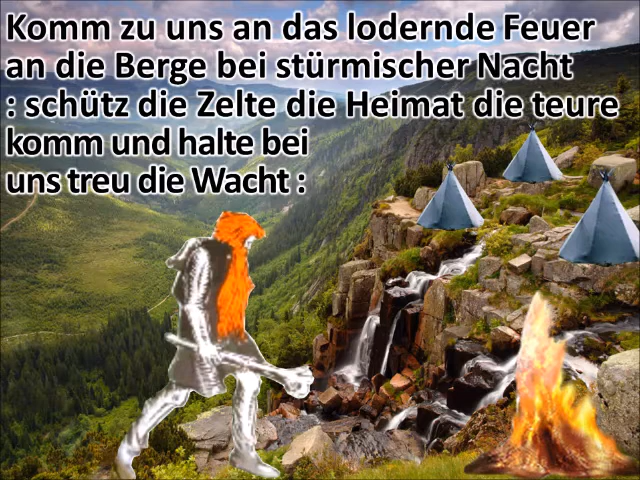 Komm zu uns an das lodernde Feuer
an die Berge bei stürmischer Nacht
: schütz die Zelte die Heimat die teure
komm und halte bei
uns treu die Wacht :